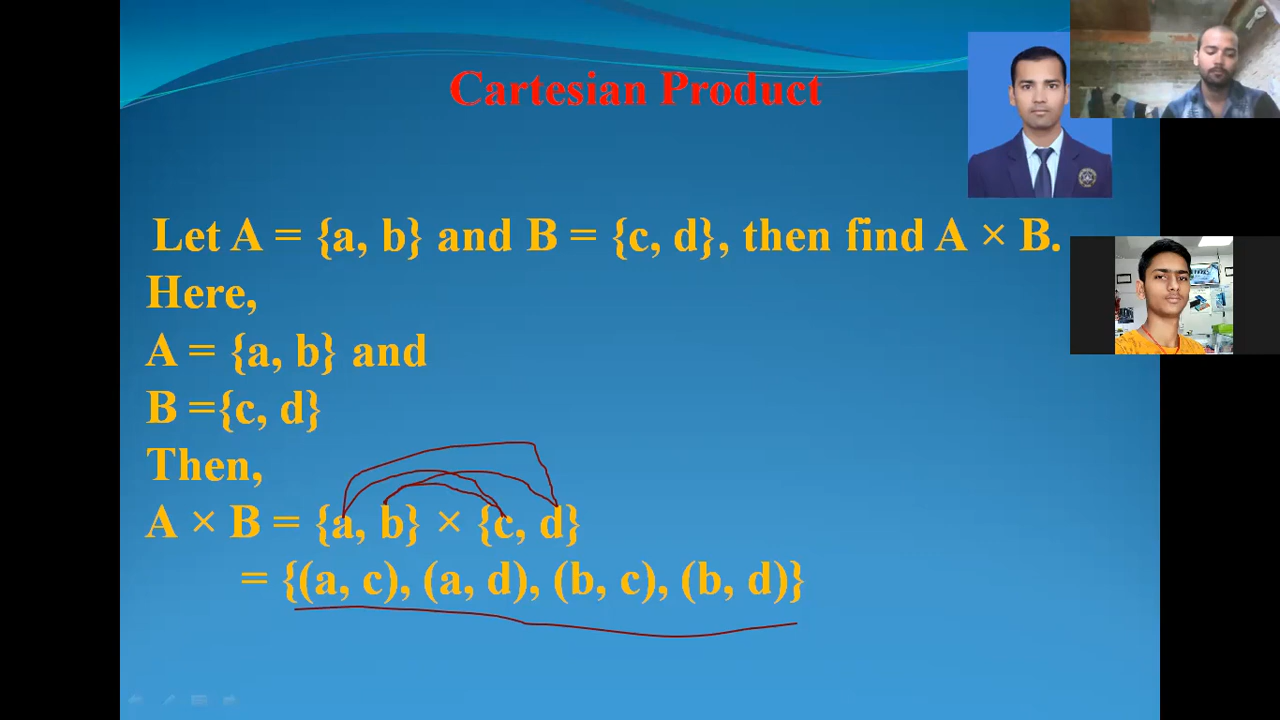 Cartesian Product
Let A = {a, b} and B = {c, d}, then find A × B.
Here,
A = {a, b} and
B ={c, d}
Then,
A × B = {a, b} × {c, d}
= {(a, c), (a, d), (b, c), (b, d)}